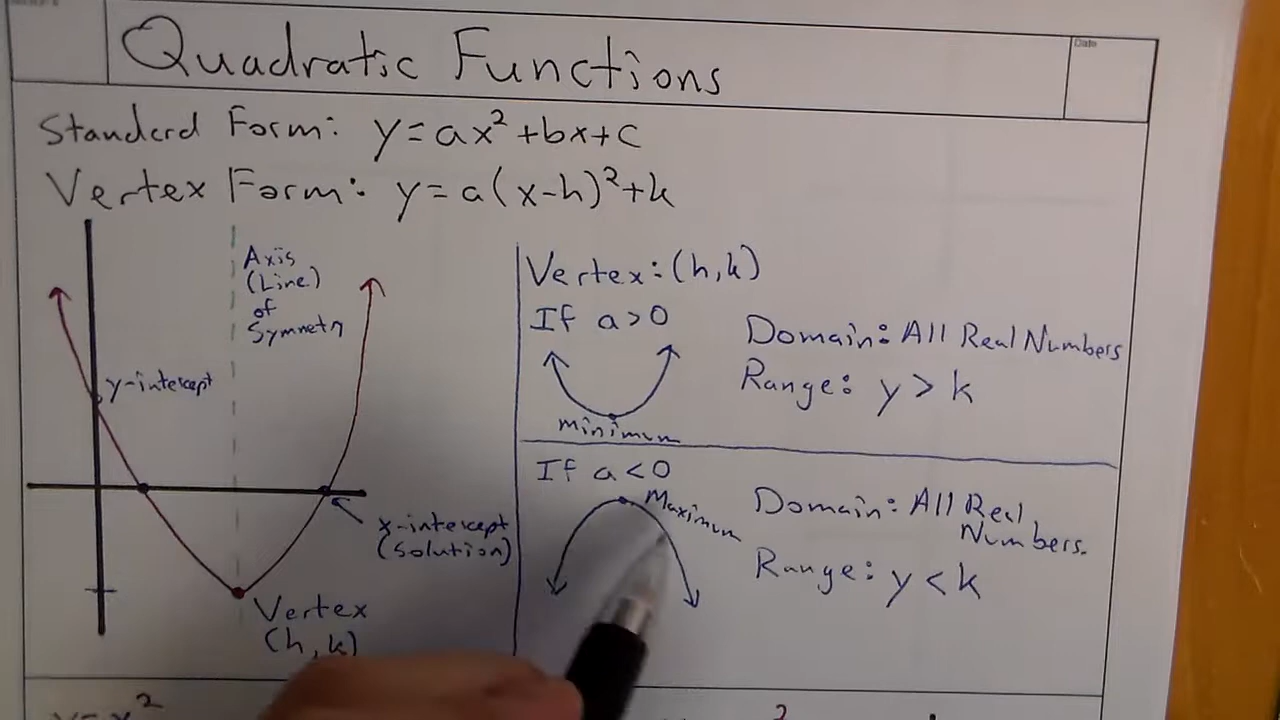 Date
Quadratic Functions
Standard Form: y=ax²+bx+c
Vertex Form: y=a(x-h)²+k
Axis
(Line)
of
Symmetry
y-intercept
x-intercept
(solution)
Vertex
(h,k)
Vertex: (h,k)
If a>0
minimum
Domain: All Real Numbers
Range: y>k
If a<0
Maximum
Domain: All Real
Numbers.
Range: y<k